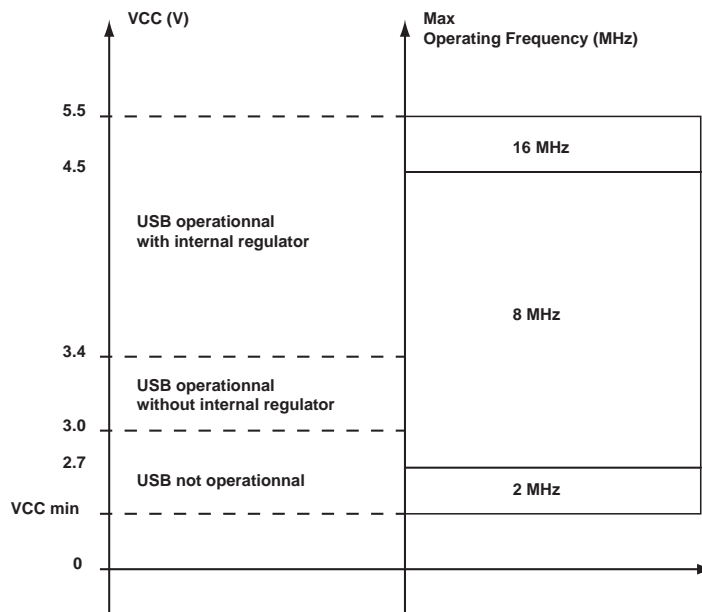 VCC (V)
Max
Operating Frequency (MHz)
5.5
16 MHz
4.5
USB operationnal
with internal regulator
8 MHz
3.4
USB operationnal
without internal regulator
3.0
2.7
USB not operationnal
2 MHz
VCC min
0